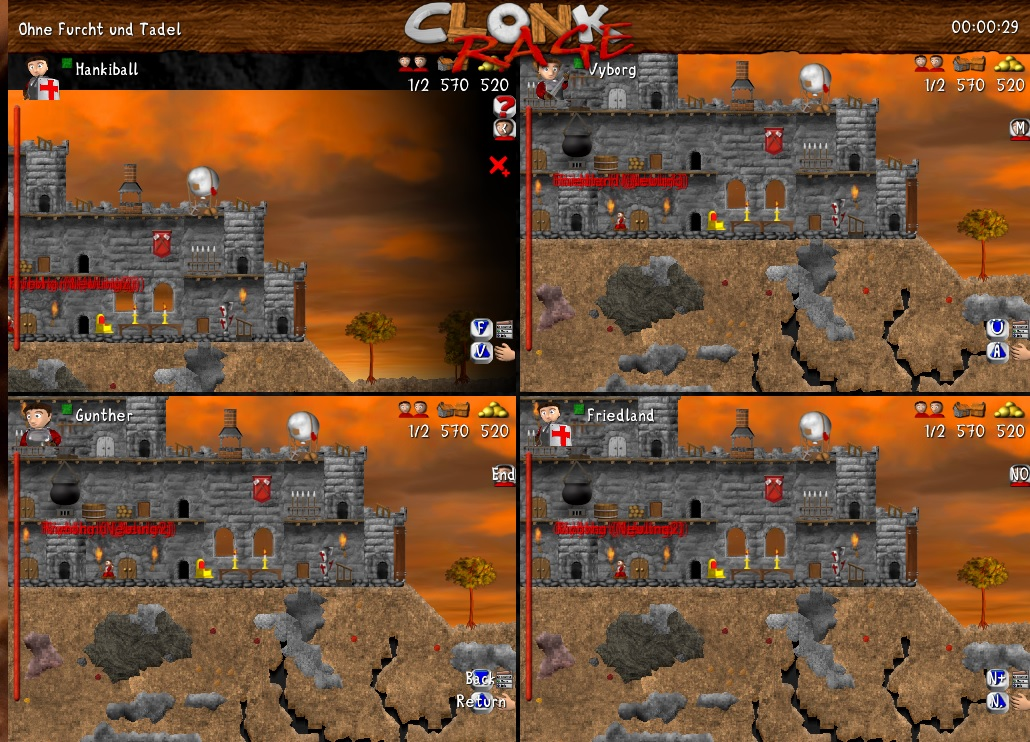 Ohne Furcht und Tadel
CLONK
RAGE
00:00:29
Hankiball
1/2 570 520
?
K
F
V
Vyborg
1/2 570 520
M
Ü
Ä
Gunther
1/2 570 520
End
Back
Return
Friedland
1/2 570 520
NO
N+
N,